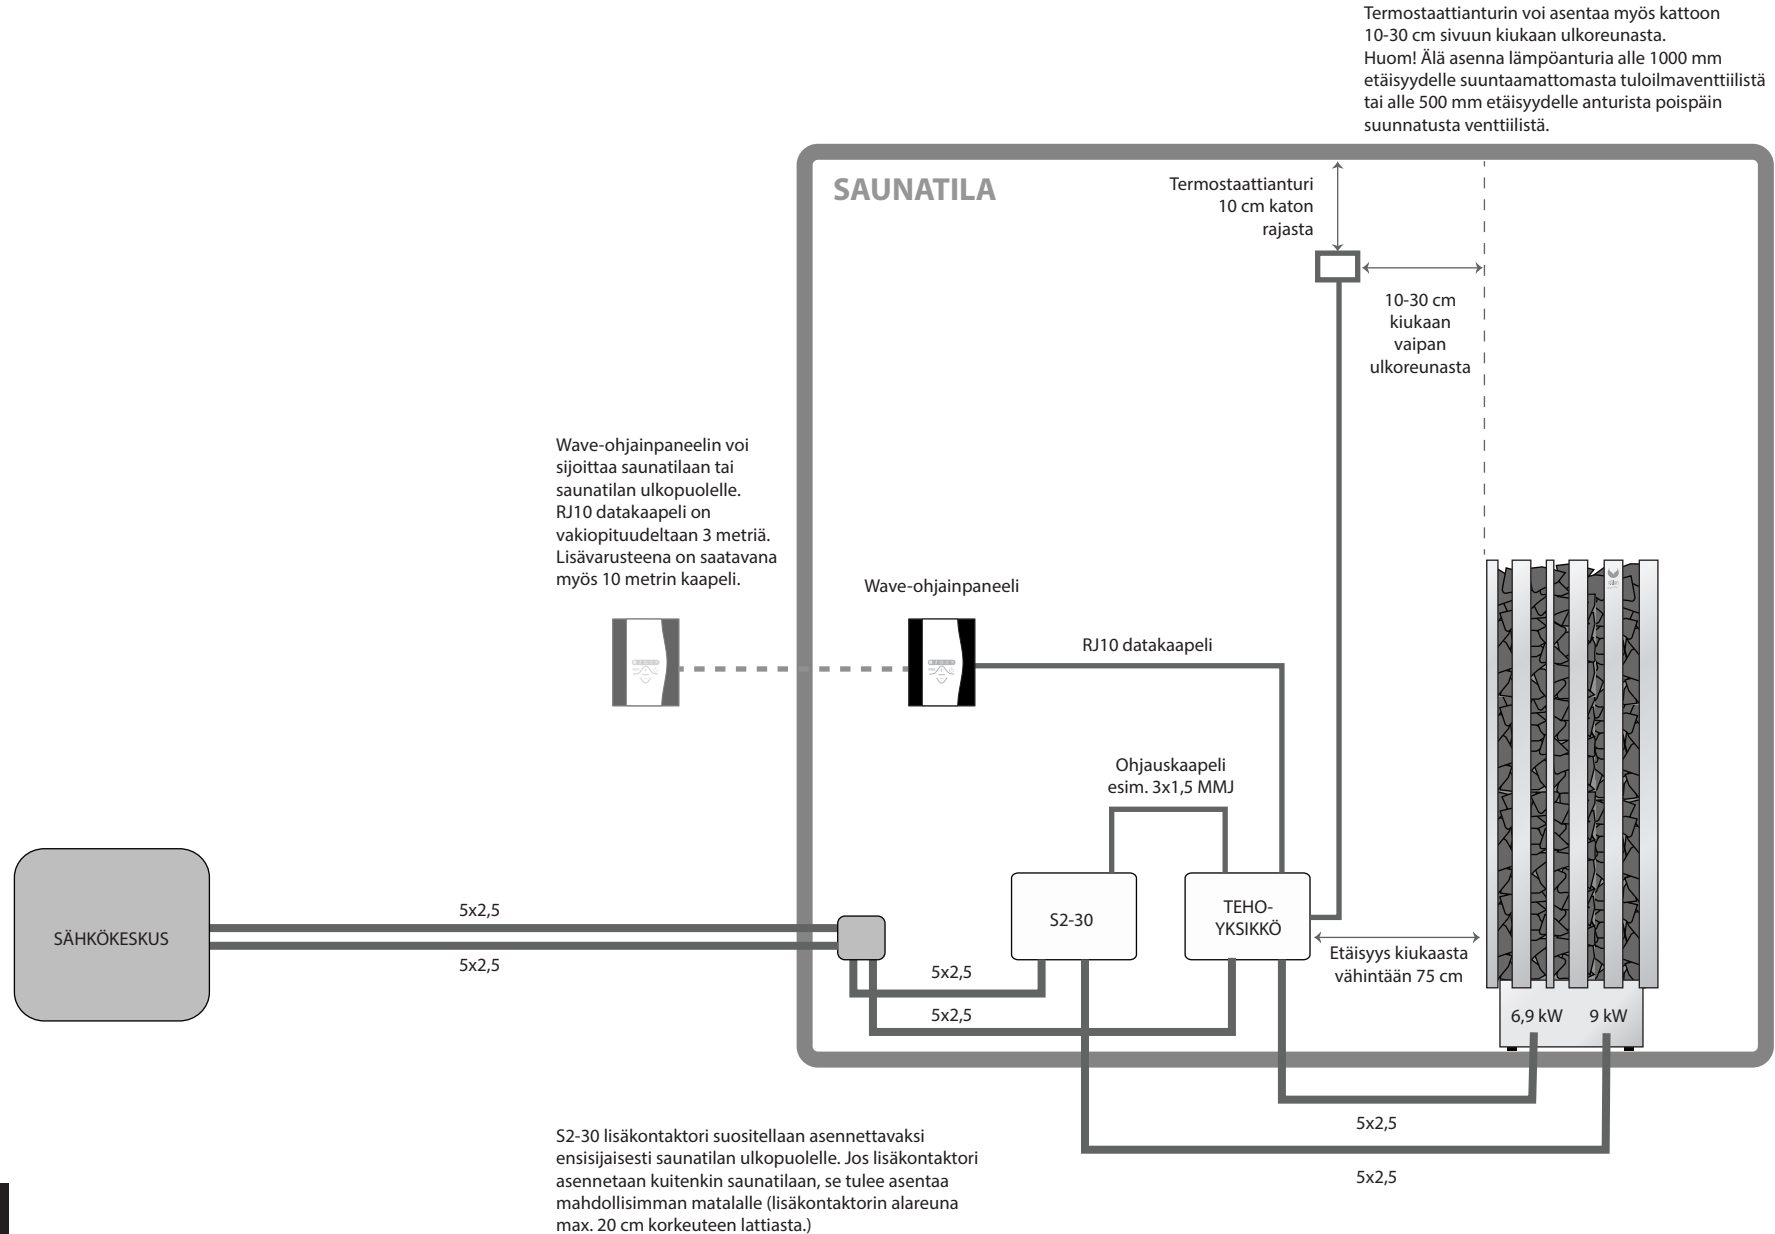 Termostaattianturin voi asentaa myös kattoon
10-30 cm sivuun kiukaan ulkoreunasta.
Huom! Älä asenna lämpöanturia alle 1000 mm
etäisyydelle suuntaamattomasta tuloilmaventtiilistä
tai alle 500 mm etäisyydelle anturista poispäin
suunnatusta venttiilistä.
SAUNATILA
Termostaattianturi
10 cm katon
rajasta
10-30 cm
kiukaan
vaipan
ulkoreunasta
Wave-ohjainpaneelin voi
sijoittaa saunatilaan tai
saunatilan ulkopuolelle.
RJ10 datakaapeli on
vakiopituudeltaan 3 metriä.
Lisävarusteena on saatavana
myös 10 metrin kaapeli.
Wave-ohjainpaneeli
RJ10 datakaapeli
Ohjauskaapeli
esim. 3x1,5 MMJ
SÄHKÖKESKUS
5x2,5
5x2,5
S2-30
TEHO-
YKSIKKÖ
5x2,5
5x2,5
Etäisyys kiukaasta
vähintään 75 cm
6,9 kW
9 kW
5x2,5
5x2,5
S2-30 lisäkontaktori suositellaan asennettavaksi
ensisijaisesti saunatilan ulkopuolelle. Jos lisäkontaktori
asennetaan kuitenkin saunatilaan, se tulee asentaa
mahdollisimman matalalle (lisäkontaktorin alareuna
max. 20 cm korkeuteen lattiasta.)